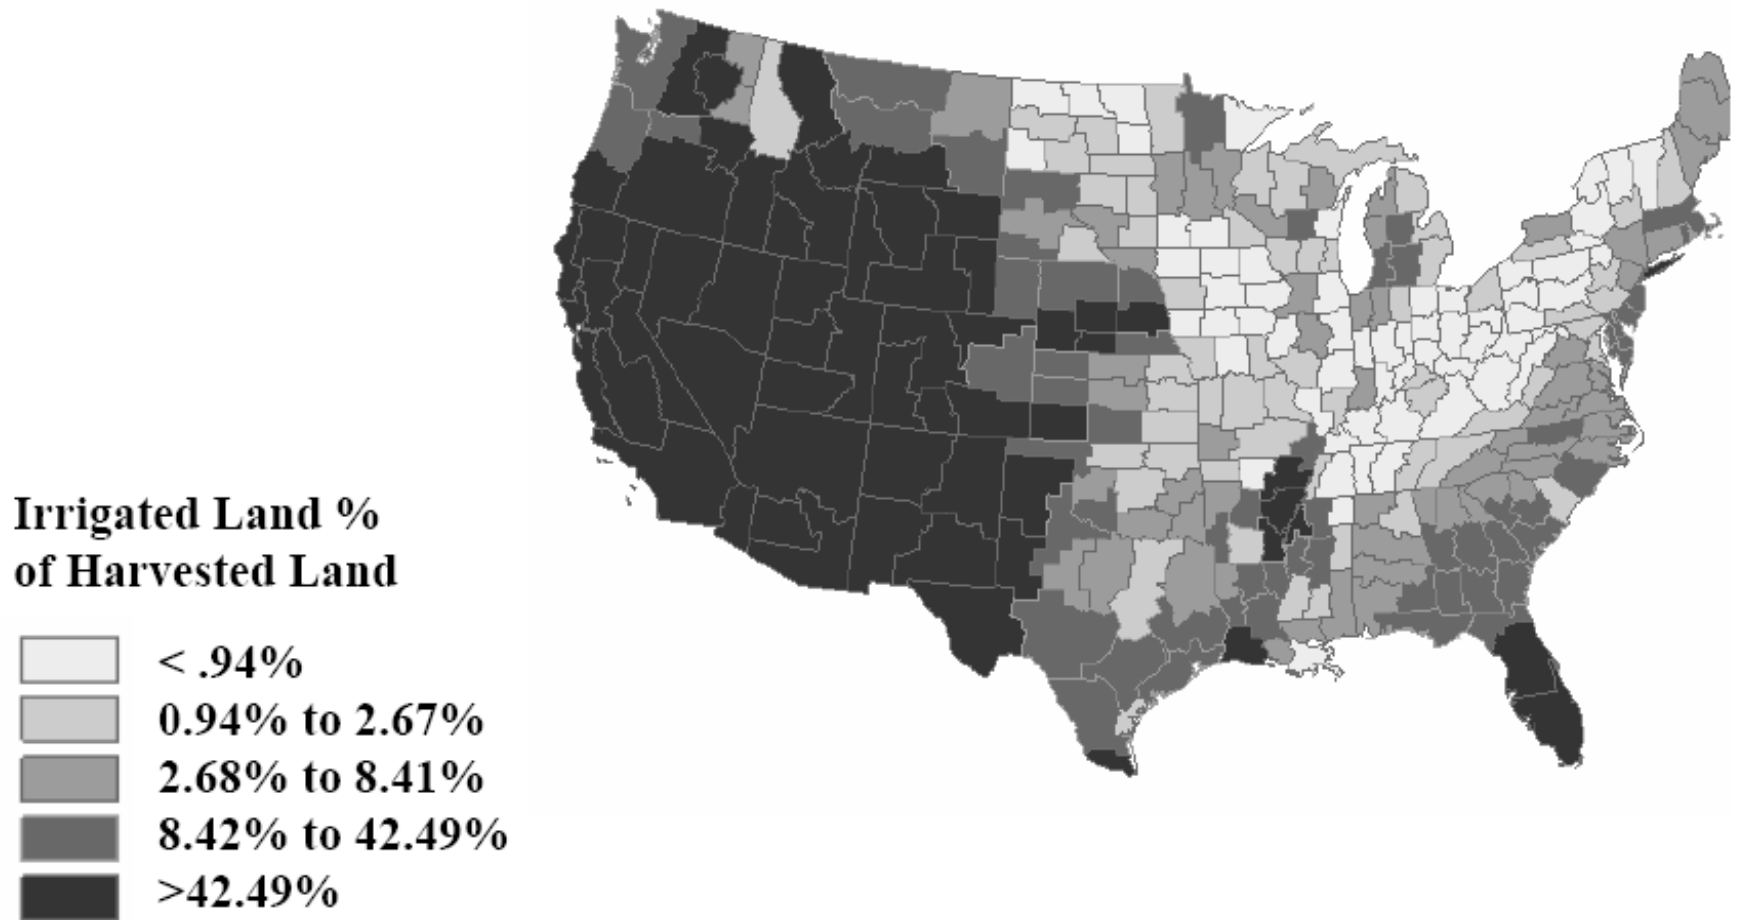 Irrigated Land %
of Harvested Land
< .94%
0.94% to 2.67%
2.68% to 8.41%
8.42% to 42.49%
>42.49%